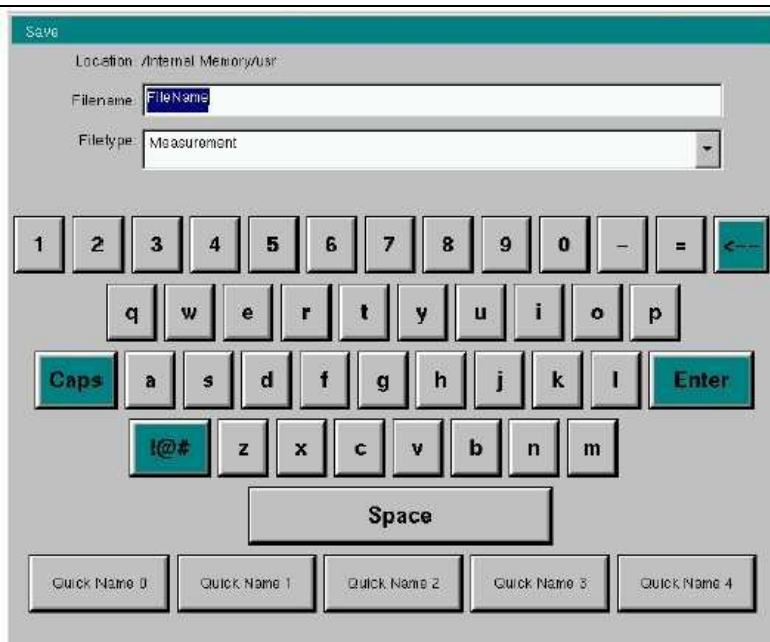 Save
Location: /Internal Memory/usr
Filename: FileName
Filetype: Measurement
1 2 3 4 5 6 7 8 9 0 - = <--
q w e r t y u i o p
Caps a s d f g h j k l Enter
!@# z x c v b n m
Space
Quick Name 0 Quick Name 1 Quick Name 2 Quick Name 3 Quick Name 4